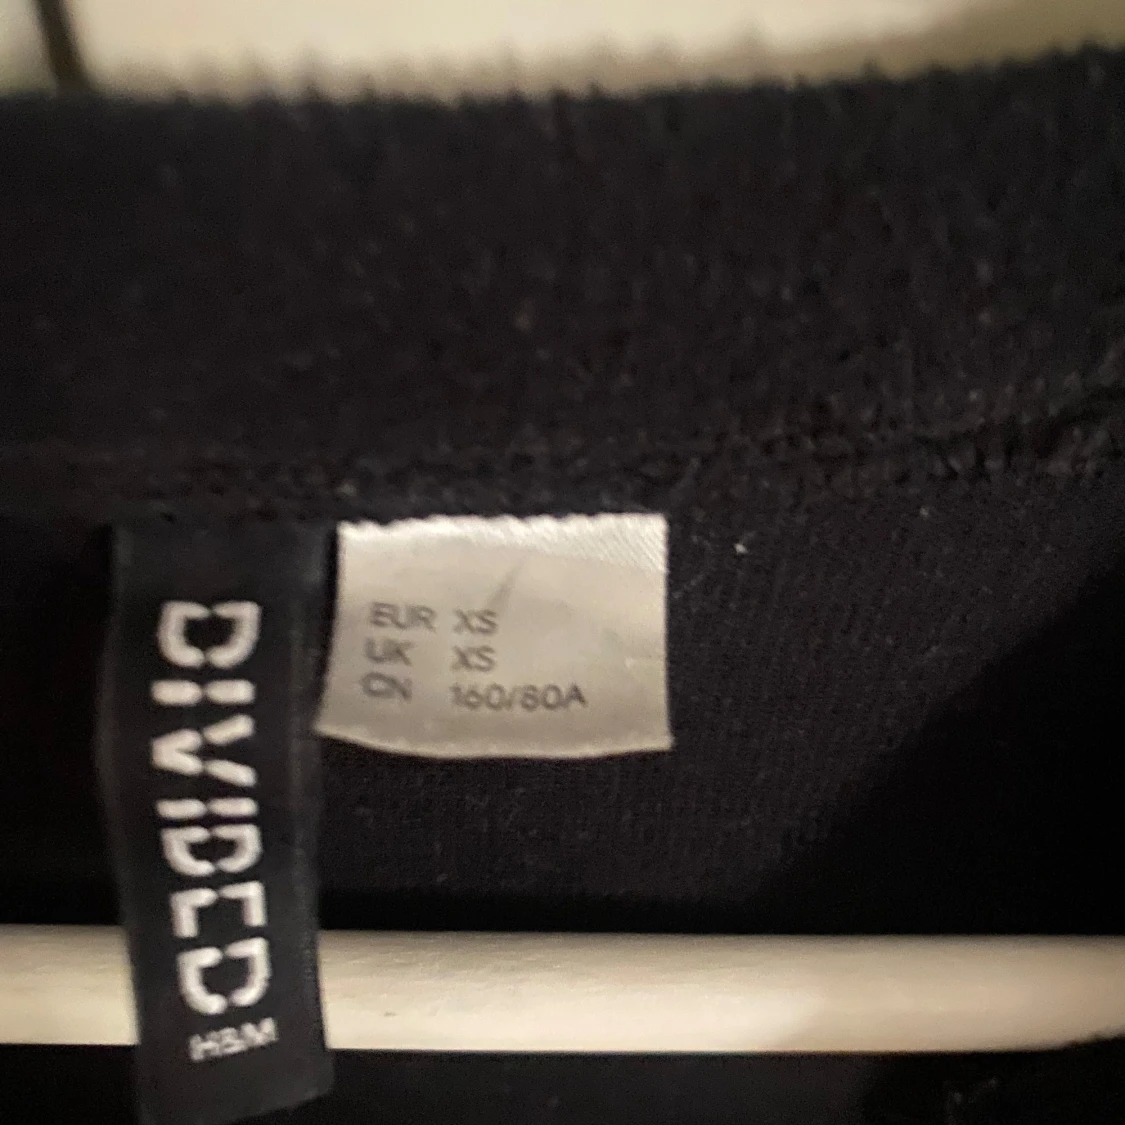 DIVIDED
H&M
EUR XS
UK XS
CN 160/80A